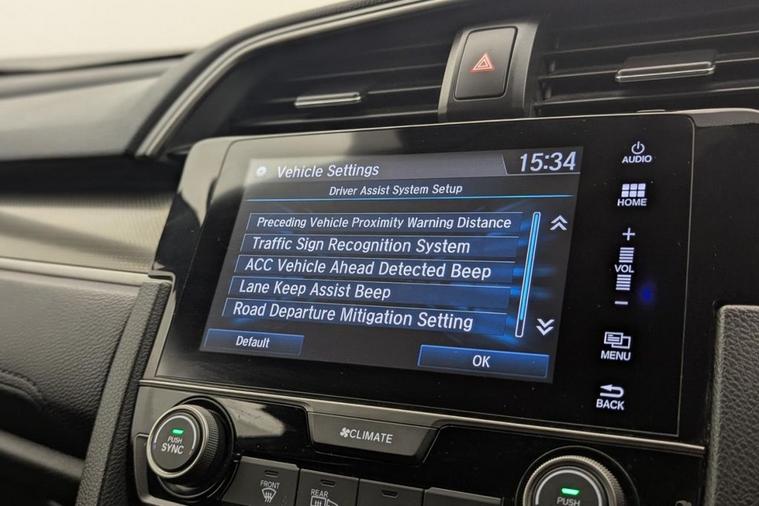 Vehicle Settings
15:34
Driver Assist System Setup
Preceding Vehicle Proximity Warning Distance
Traffic Sign Recognition System
ACC Vehicle Ahead Detected Beep
Lane Keep Assist Beep
Road Departure Mitigation Setting
Default
OK
AUDIO
HOME
+
VOL
−
MENU
BACK
CLIMATE
PUSH
SYNC
FRONT
REAR
PUSH